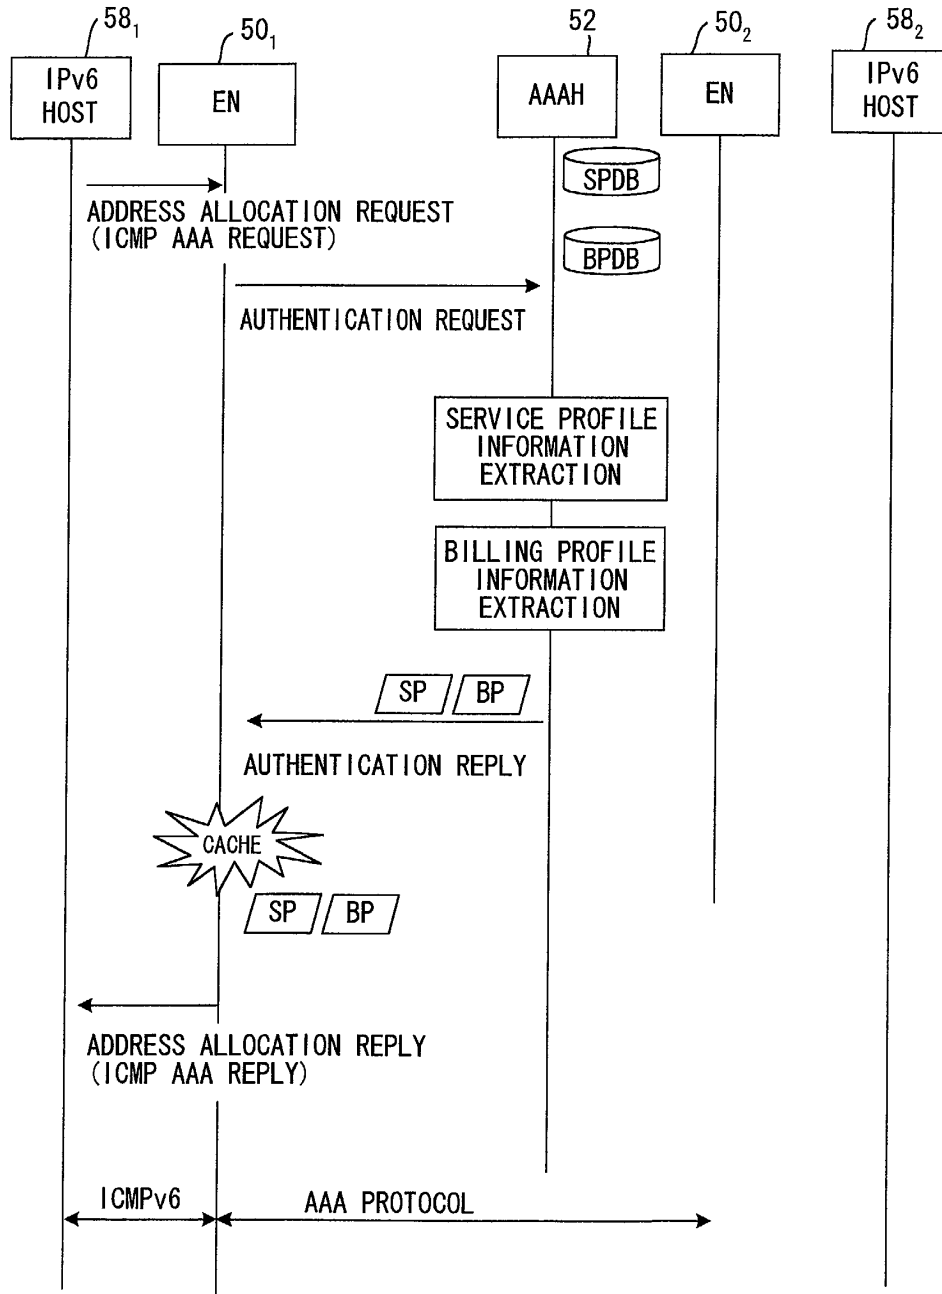 58₁
50₁
52
50₂
58₂
IPv6
HOST
EN
AAAH
EN
IPv6
HOST
SPDB
ADDRESS ALLOCATION REQUEST
(ICMP AAA REQUEST)
BPDB
AUTHENTICATION REQUEST
SERVICE PROFILE
INFORMATION
EXTRACTION
BILLING PROFILE
INFORMATION
EXTRACTION
SP BP
AUTHENTICATION REPLY
CACHE
SP BP
ADDRESS ALLOCATION REPLY
(ICMP AAA REPLY)
ICMPv6
AAA PROTOCOL